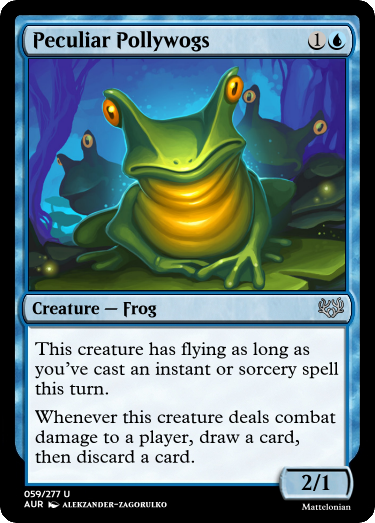 Peculiar Pollywogs 1
Creature — Frog
This creature has flying as long as
you've cast an instant or sorcery spell
this turn.
Whenever this creature deals combat
damage to a player, draw a card,
then discard a card.
2/1
059/277 U
AUR ALEKZANDER-ZAGORULKO
Mattelonian